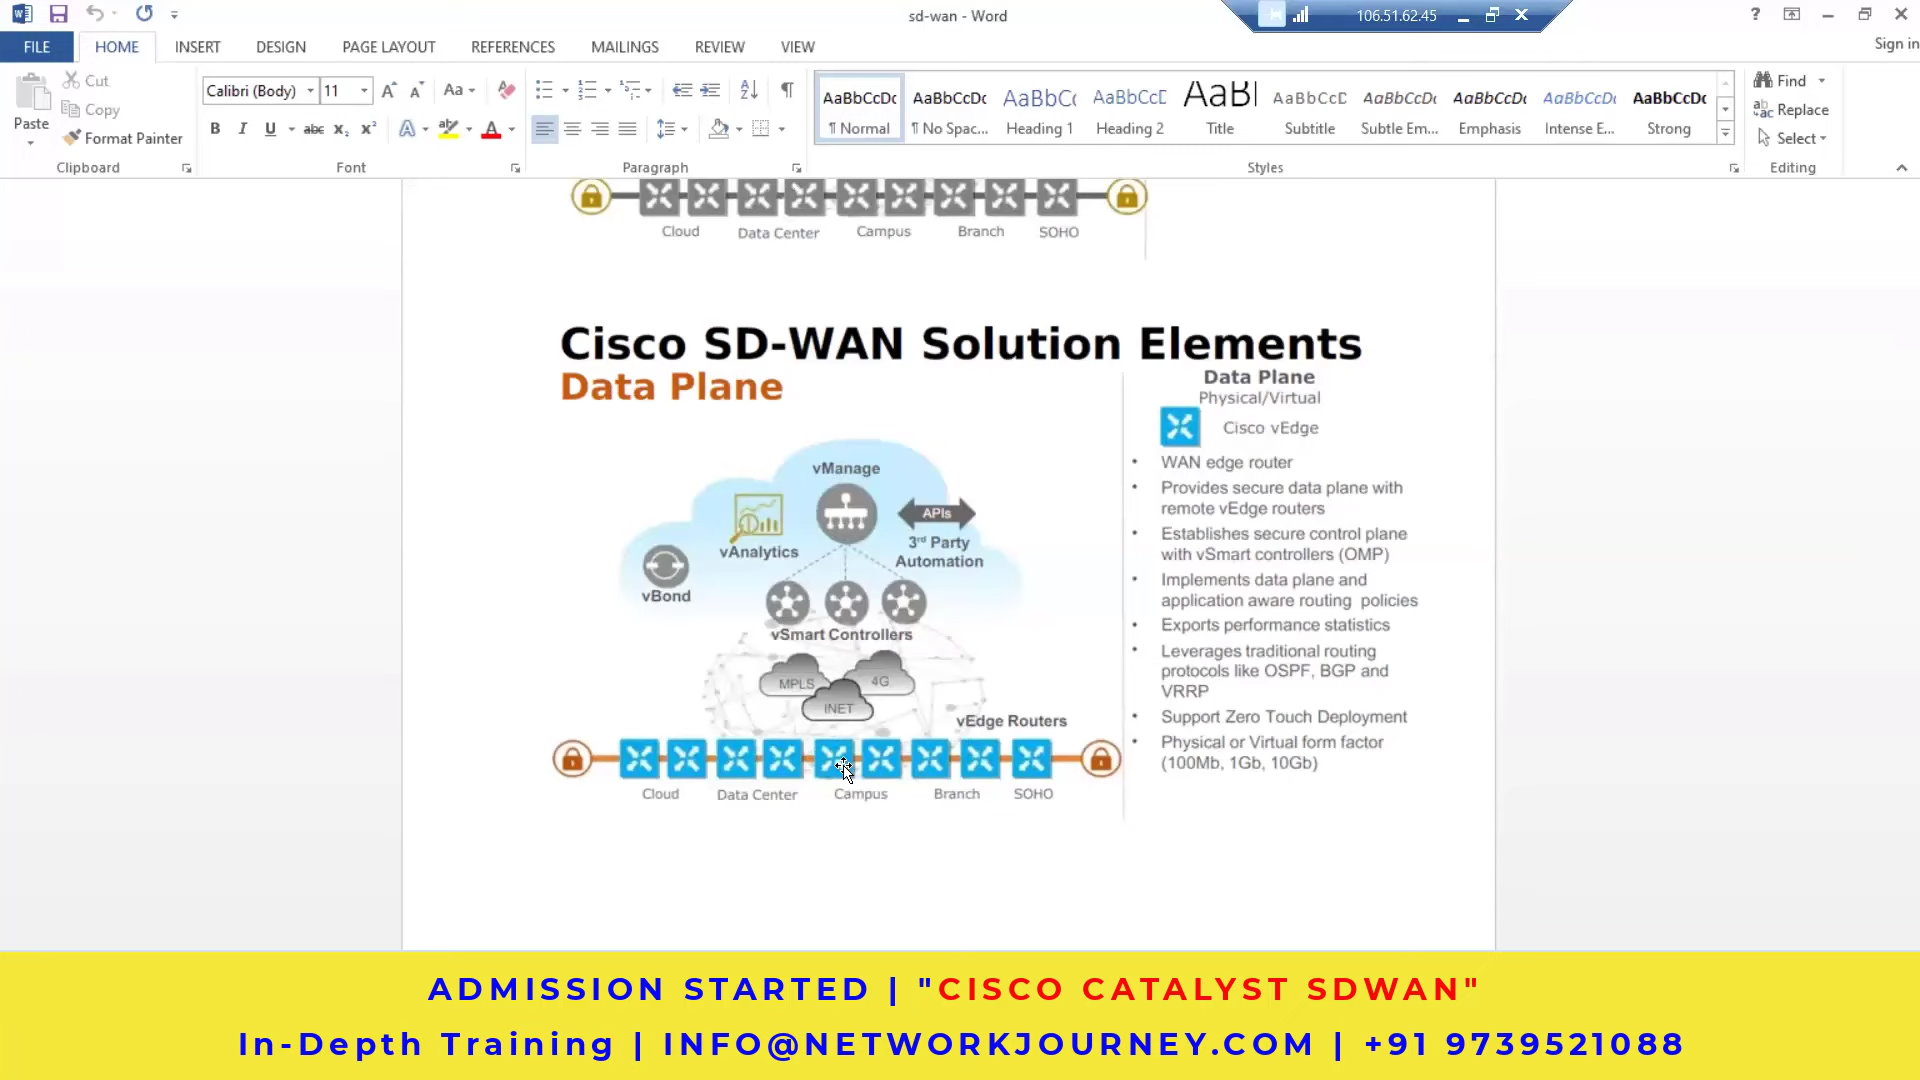 sd-wan - Word
106.51.62.45
?
Sign in
FILE HOME INSERT DESIGN PAGE LAYOUT REFERENCES MAILINGS REVIEW VIEW
Paste
Cut
Copy
Format Painter
Clipboard
Calibri (Body) 11
Aa
B I U abc x₂ x²
Font
Paragraph
AaBbCcDc AaBbCcDc AaBbCc AaBbCcD AaBl AaBbCcD AaBbCcDc AaBbCcDc AaBbCcDc AaBbCcDc
¶ Normal ¶ No Spac... Heading 1 Heading 2 Title Subtitle Subtle Em... Emphasis Intense E... Strong
Styles
Find
Replace
Select
Editing
Cloud Data Center Campus Branch SOHO
Cisco SD-WAN Solution Elements
Data Plane
vManage
vAnalytics
APIs
3rd Party
Automation
vBond
vSmart Controllers
MPLS
4G
INET
vEdge Routers
Cloud Data Center Campus Branch SOHO
Data Plane
Physical/Virtual
Cisco vEdge
• WAN edge router
• Provides secure data plane with
remote vEdge routers
• Establishes secure control plane
with vSmart controllers (OMP)
• Implements data plane and
application aware routing policies
• Exports performance statistics
• Leverages traditional routing
protocols like OSPF, BGP and
VRRP
• Support Zero Touch Deployment
• Physical or Virtual form factor
(100Mb, 1Gb, 10Gb)
ADMISSION STARTED | "CISCO CATALYST SDWAN"
In-Depth Training | INFO@NETWORKJOURNEY.COM | +91 9739521088